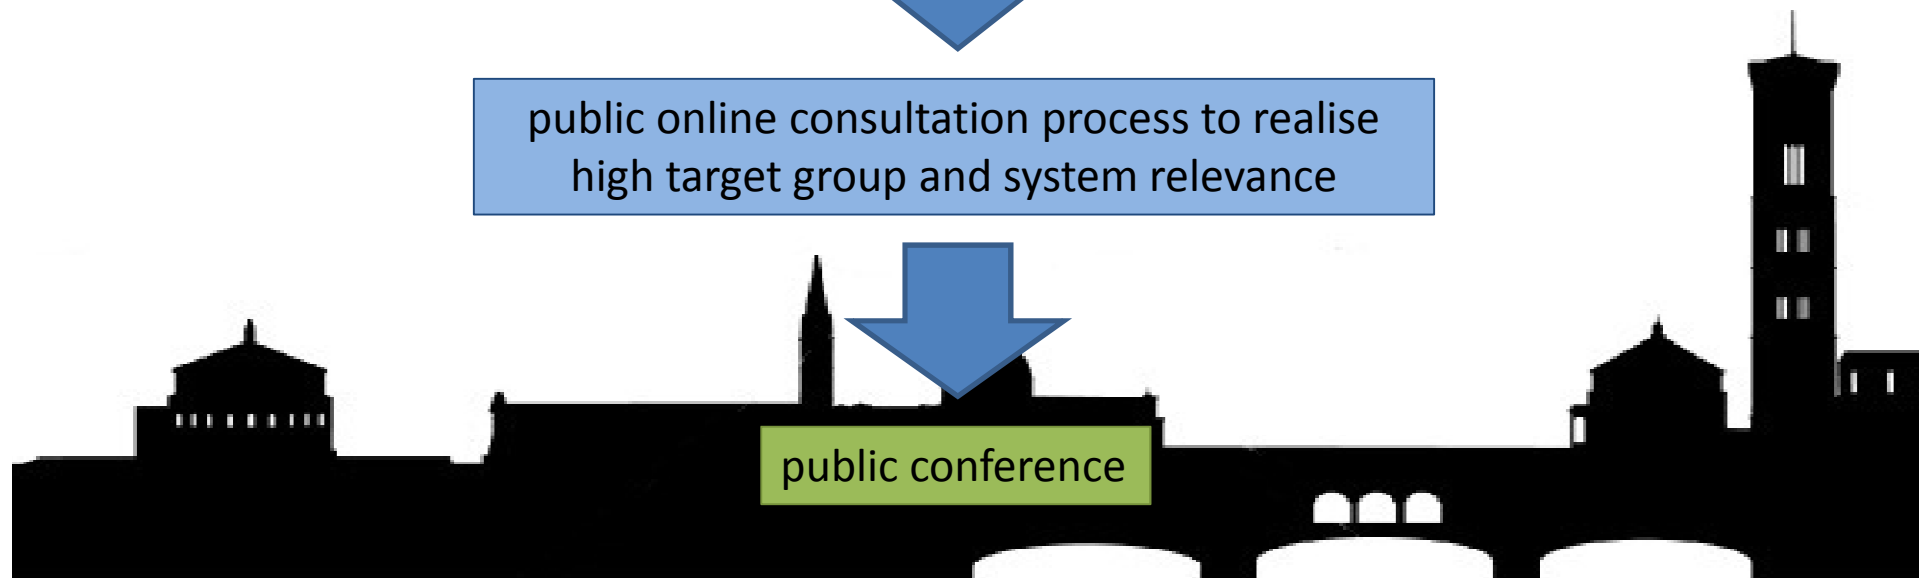 public online consultation process to realise
high target group and system relevance
public conference